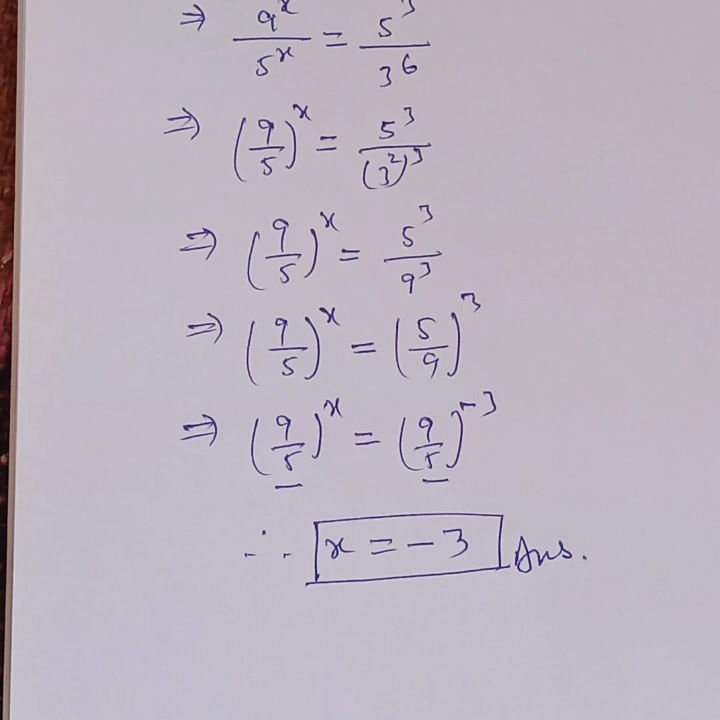 ⇒ 9^x/5^x = 5^3/3^6
⇒ (9/5)^x = 5^3/(3^2)^3
⇒ (9/5)^x = 5^3/9^3
⇒ (9/5)^x = (5/9)^3
⇒ (9/5)^x = (9/5)^-3
∴ x = -3 Ans.